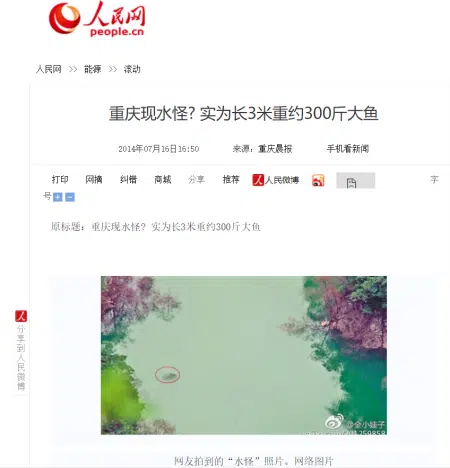 人民网
people.cn
人民网 >> 能源 >> 滚动
重庆现水怪? 实为长3米重约300斤大鱼
2014年07月16日16:50 来源：重庆晨报 手机看新闻
打印 网摘 纠错 商城 分享 推荐 人民微博 字
号
原标题：重庆现水怪? 实为长3米重约300斤大鱼
分享到人民微博
@全小娃子
网友拍到的“水怪”照片。网络图片